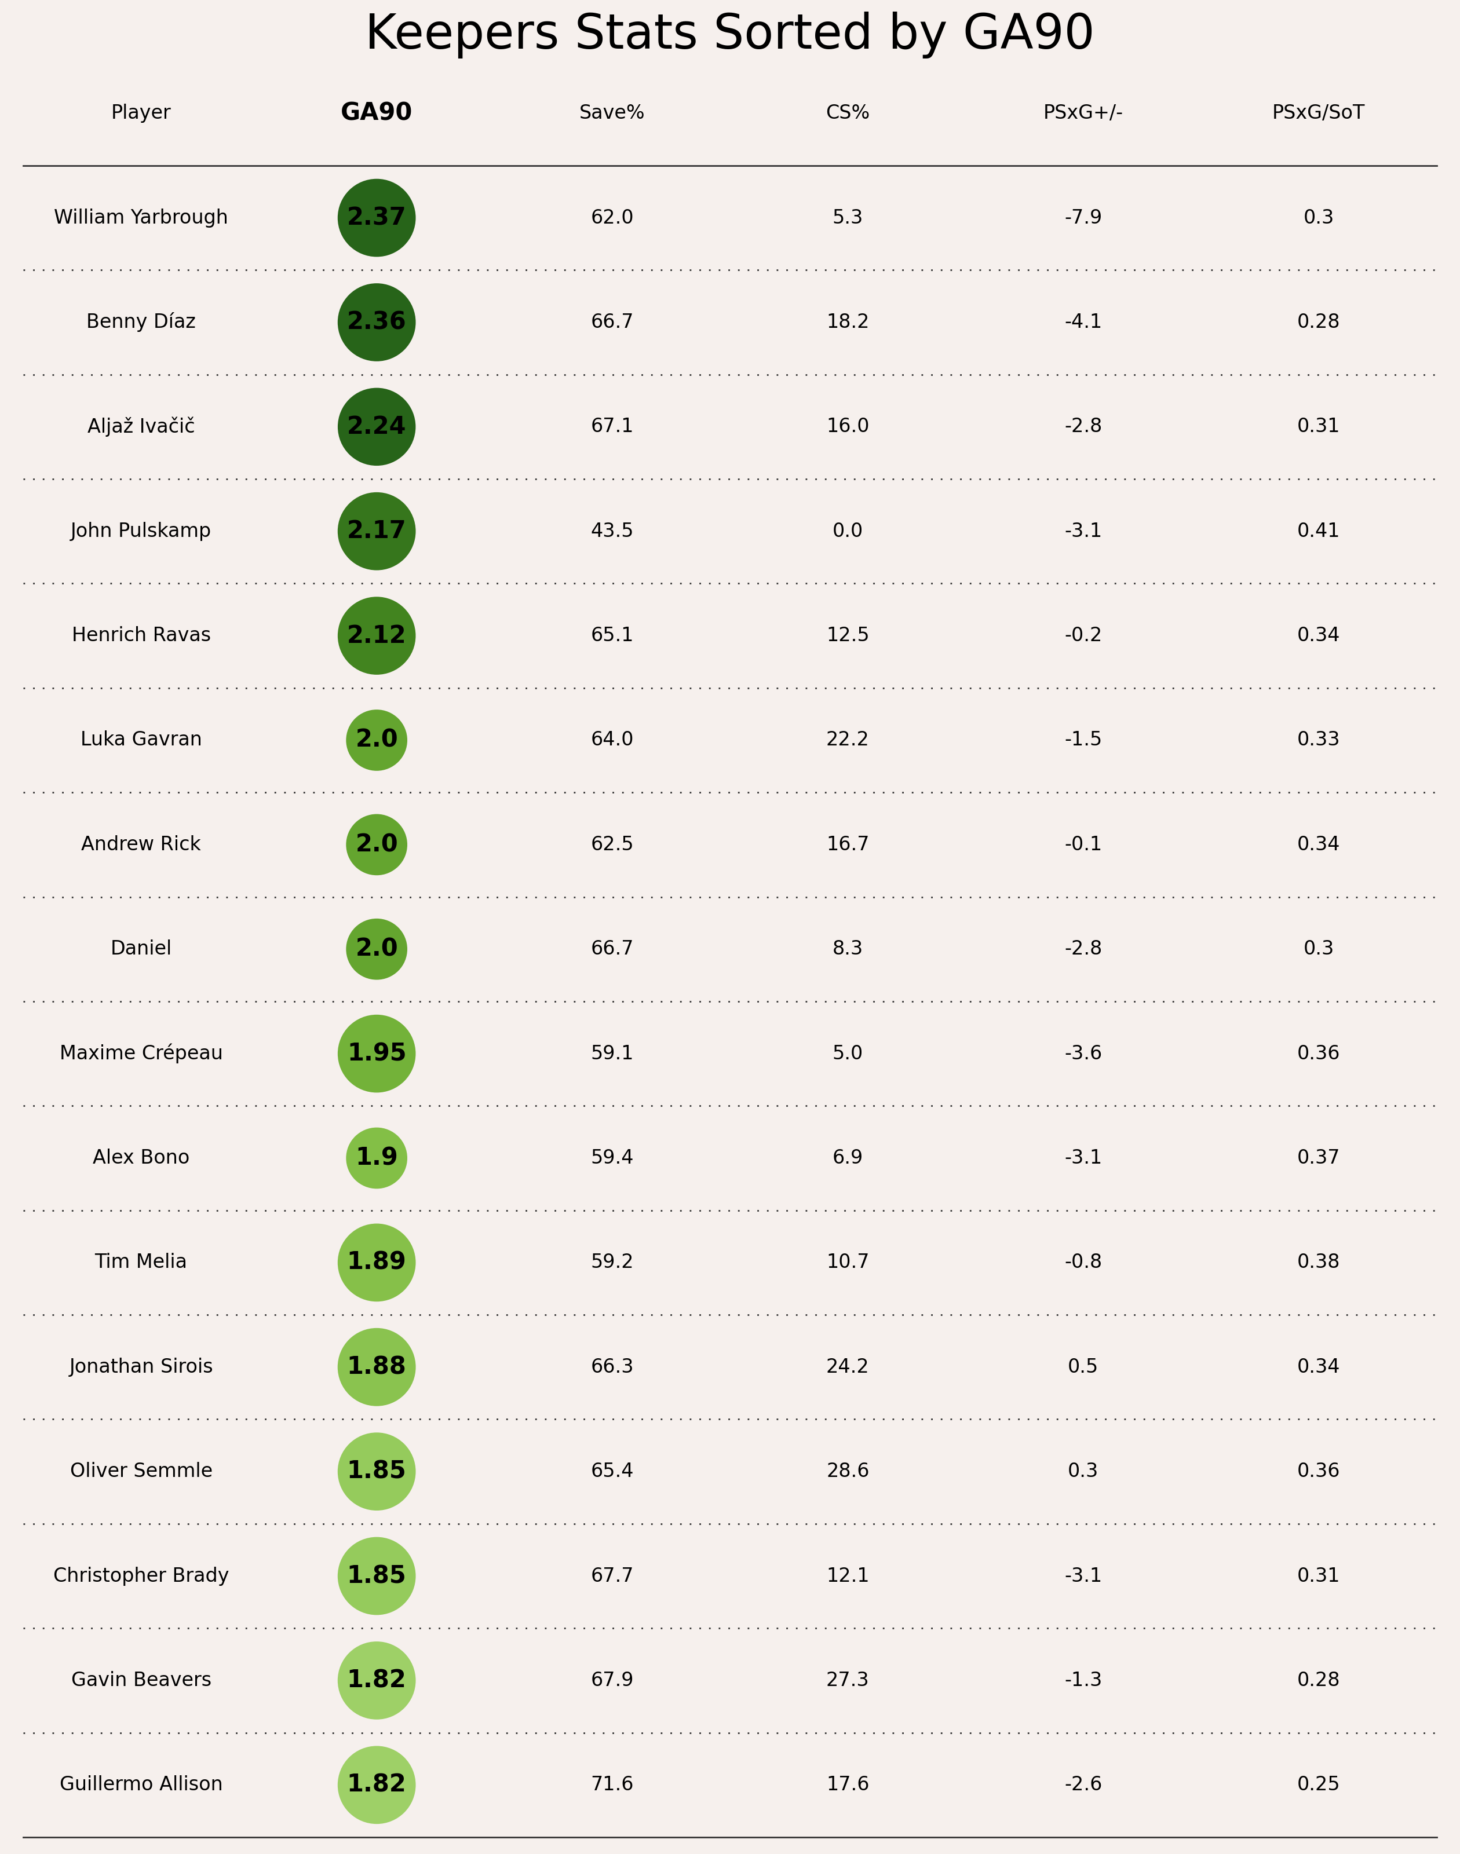 Keepers Stats Sorted by GA90
Player GA90 Save% CS% PSxG+/- PSxG/SoT
William Yarbrough 2.37 62.0 5.3 -7.9 0.3
Benny Díaz 2.36 66.7 18.2 -4.1 0.28
Aljaž Ivačič 2.24 67.1 16.0 -2.8 0.31
John Pulskamp 2.17 43.5 0.0 -3.1 0.41
Henrich Ravas 2.12 65.1 12.5 -0.2 0.34
Luka Gavran 2.0 64.0 22.2 -1.5 0.33
Andrew Rick 2.0 62.5 16.7 -0.1 0.34
Daniel 2.0 66.7 8.3 -2.8 0.3
Maxime Crépeau 1.95 59.1 5.0 -3.6 0.36
Alex Bono 1.9 59.4 6.9 -3.1 0.37
Tim Melia 1.89 59.2 10.7 -0.8 0.38
Jonathan Sirois 1.88 66.3 24.2 0.5 0.34
Oliver Semmle 1.85 65.4 28.6 0.3 0.36
Christopher Brady 1.85 67.7 12.1 -3.1 0.31
Gavin Beavers 1.82 67.9 27.3 -1.3 0.28
Guillermo Allison 1.82 71.6 17.6 -2.6 0.25